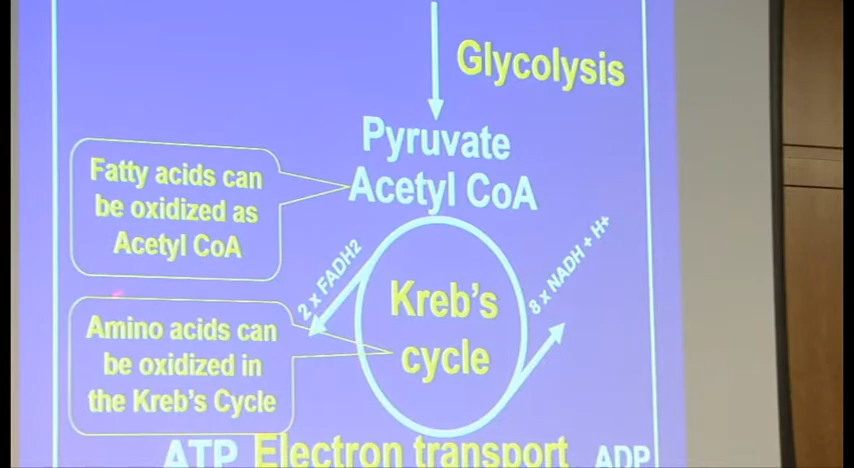 Glycolysis
Pyruvate
Acetyl CoA
Fatty acids can
be oxidized as
Acetyl CoA
2 x FADH2
8 x NADH + H+
Kreb's
cycle
Amino acids can
be oxidized in
the Kreb's Cycle
ATP Electron transport ADP